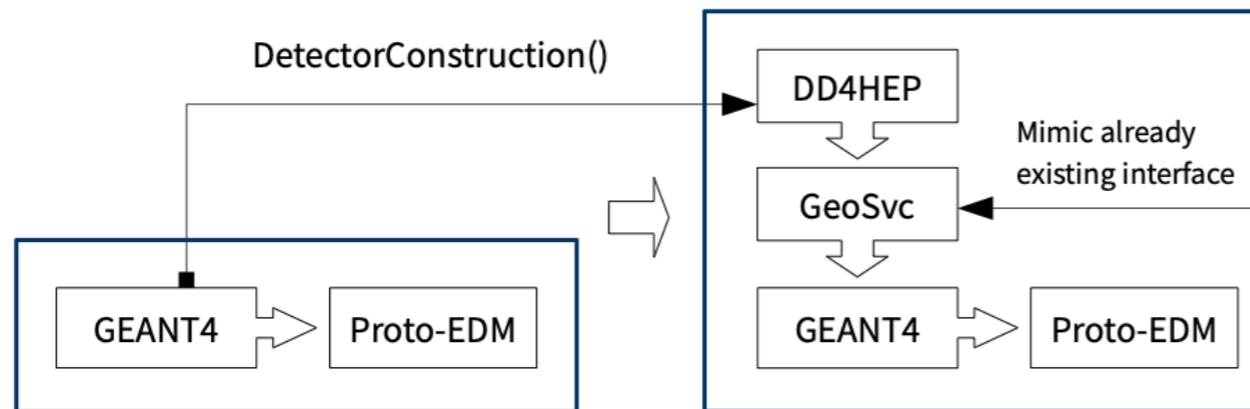 DetectorConstruction()
DD4HEP
Mimic already
existing interface
GeoSvc
GEANT4
Proto-EDM
GEANT4
Proto-EDM